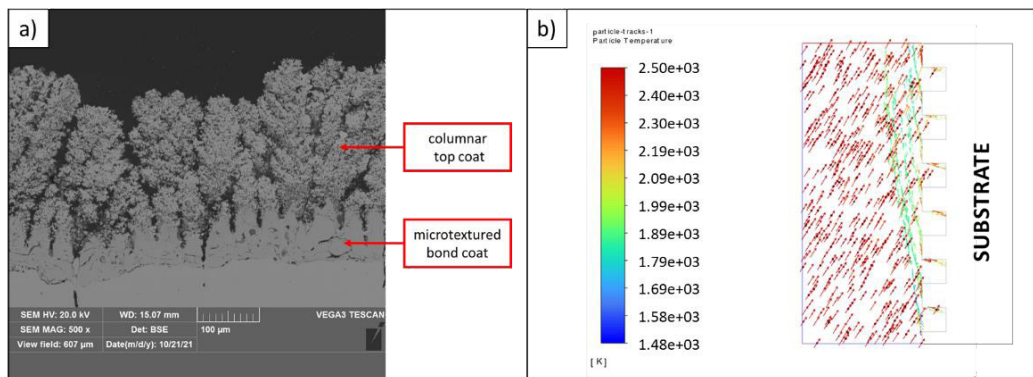 a)
columnar
top coat
microtextured
bond coat
SEM HV: 20.0 kV
WD: 15.07 mm
VEGA3 TESCAN
SEM MAG: 500 x
Det: BSE
100 µm
View field: 607 µm
Date(m/d/y): 10/21/21
b)
particle-tracks-1
Particle Temperature
2.50e+03
2.30e+03
2.19e+03
2.09e+03
1.99e+03
1.89e+03
1.79e+03
1.69e+03
1.58e+03
1.48e+03
[ K ]
SUBSTRATE